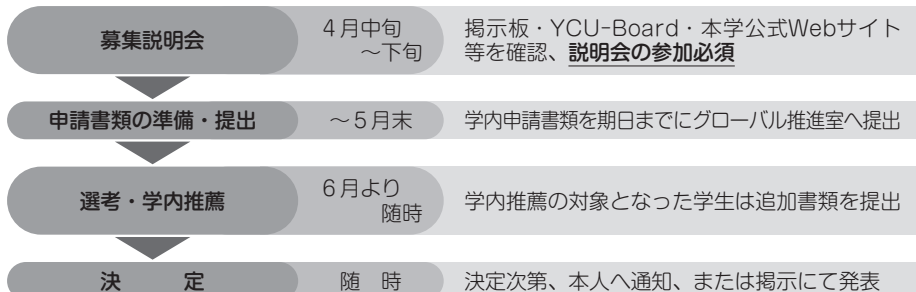 募集説明会
4月中旬
～下旬
掲示板・YCU-Board・本学公式Webサイト
等を確認、説明会の参加必須
申請書類の準備・提出
～5月末
学内申請書類を期日までにグローバル推進室へ提出
選考・学内推薦
6月より
随時
学内推薦の対象となった学生は追加書類を提出
決　定
随　時
決定次第、本人へ通知、または掲示にて発表